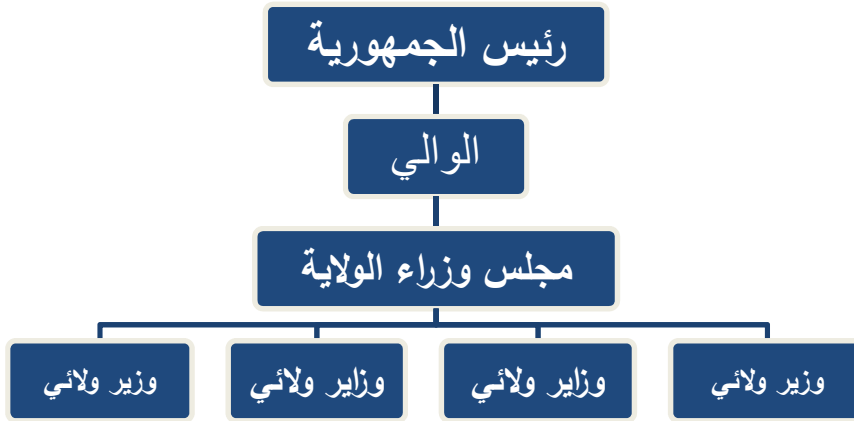 رئيس الجمهورية
الوالي
مجلس وزراء الولاية
وزير ولائي
وزاير ولائي
وزاير ولائي
وزير ولائي